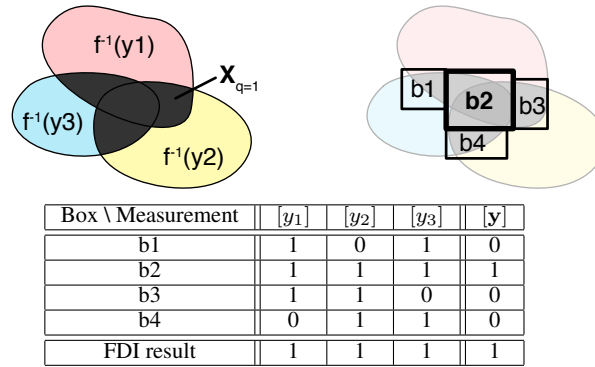 f⁻¹(y1)
X q=1
f⁻¹(y3)
f⁻¹(y2)
b1
b2
b3
b4
Box \ Measurement [y₁] [y₂] [y₃] [y]
b1 1 0 1 0
b2 1 1 1 1
b3 1 1 0 0
b4 0 1 1 0
FDI result 1 1 1 1